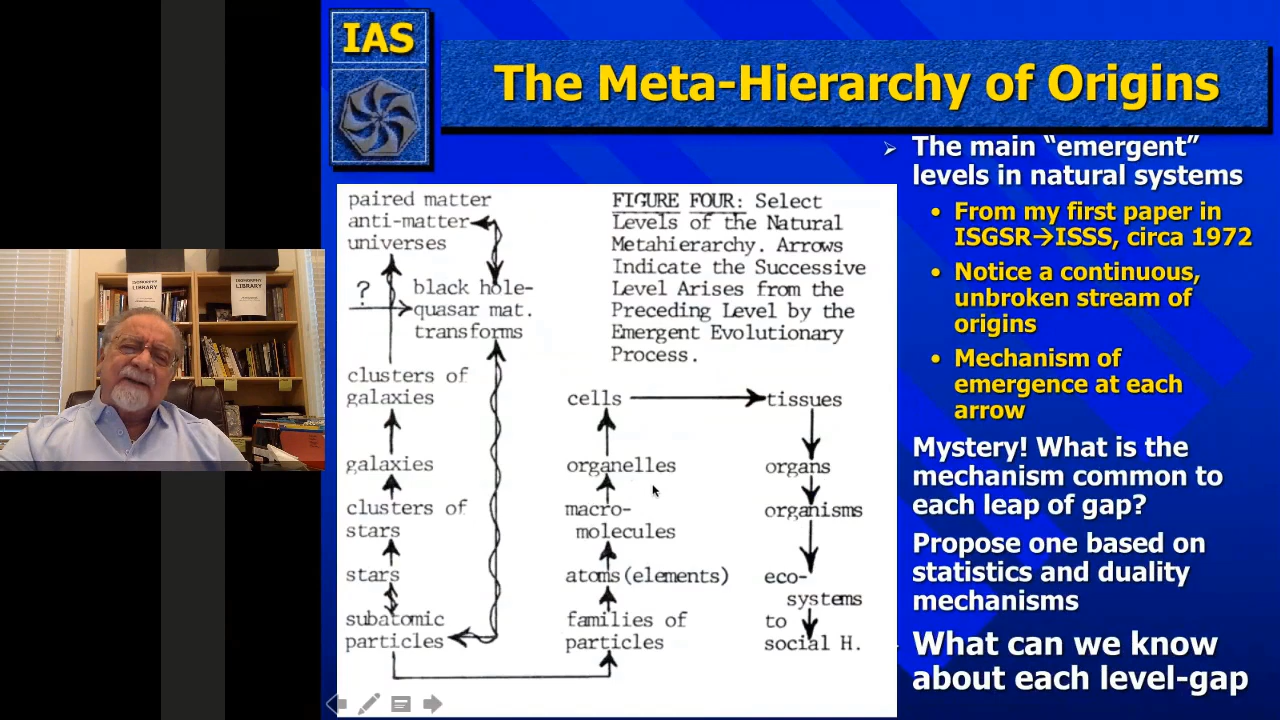 IAS
The Meta-Hierarchy of Origins
paired matter
anti-matter
universes
?
black hole-
quasar mat.
transforms
clusters of
galaxies
galaxies
clusters of
stars
stars
subatomic
particles
FIGURE FOUR: Select
Levels of the Natural
Metahierarchy. Arrows
Indicate the Successive
Level Arises from the
Preceding Level by the
Emergent Evolutionary
Process.
cells
organelles
macro-
molecules
atoms(elements)
families of
particles
tissues
organs
organisms
eco-
systems
to
social H.
The main “emergent”
levels in natural systems
From my first paper in
ISGSR→ISSS, circa 1972
Notice a continuous,
unbroken stream of
origins
Mechanism of
emergence at each
arrow
Mystery! What is the
mechanism common to
each leap of gap?
Propose one based on
statistics and duality
mechanisms
What can we know
about each level-gap